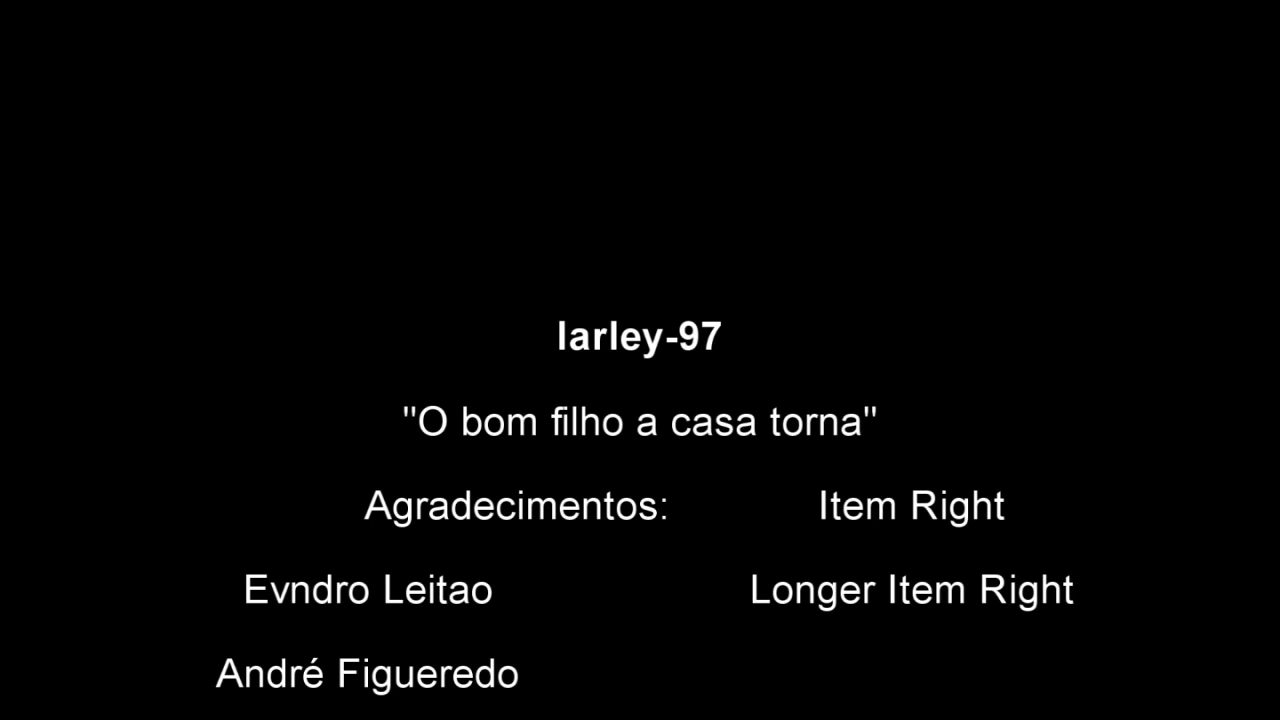 Iarley-97
"O bom filho a casa torna"
Agradecimentos: Item Right
Evndro Leitao Longer Item Right
André Figueredo